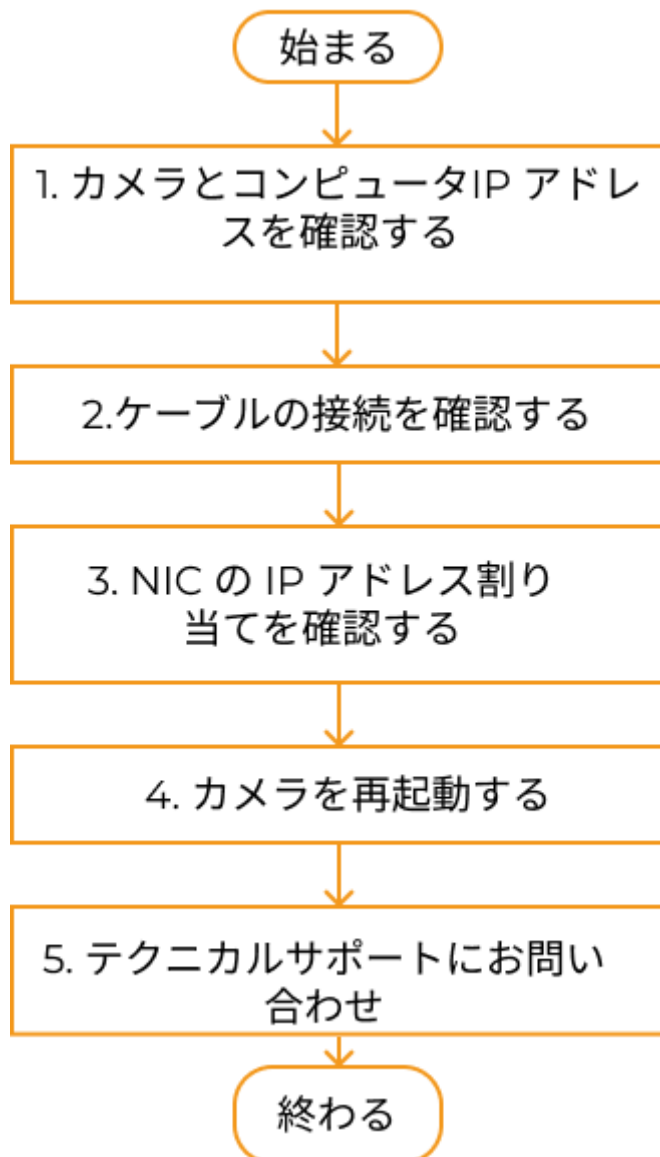 始まる
1. カメラとコンピュータIP アドレ
スを確認する
2.ケーブルの接続を確認する
3. NIC の IP アドレス割り
当てを確認する
4. カメラを再起動する
5. テクニカルサポートにお問い
合わせ
終わる